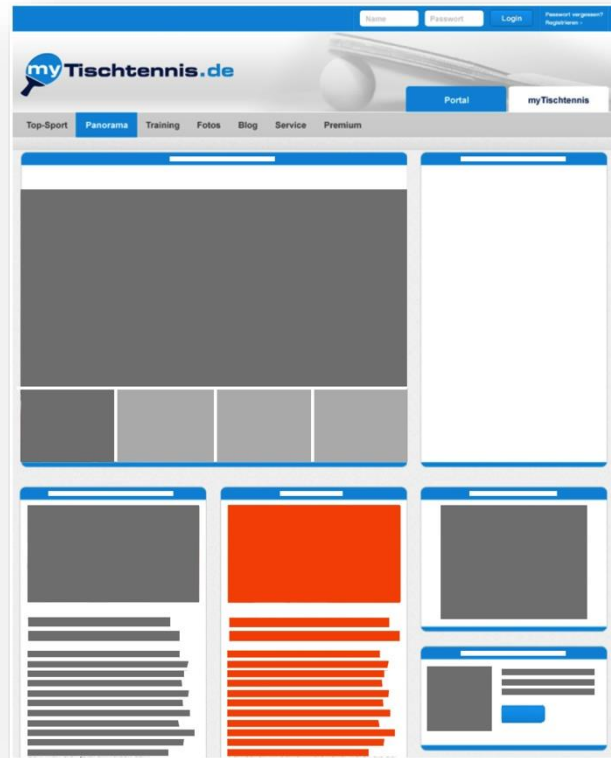 Name Passwort Login Passwort vergessen?
Registrieren ›
myTischtennis.de
Portal myTischtennis
Top-Sport Panorama Training Fotos Blog Service Premium